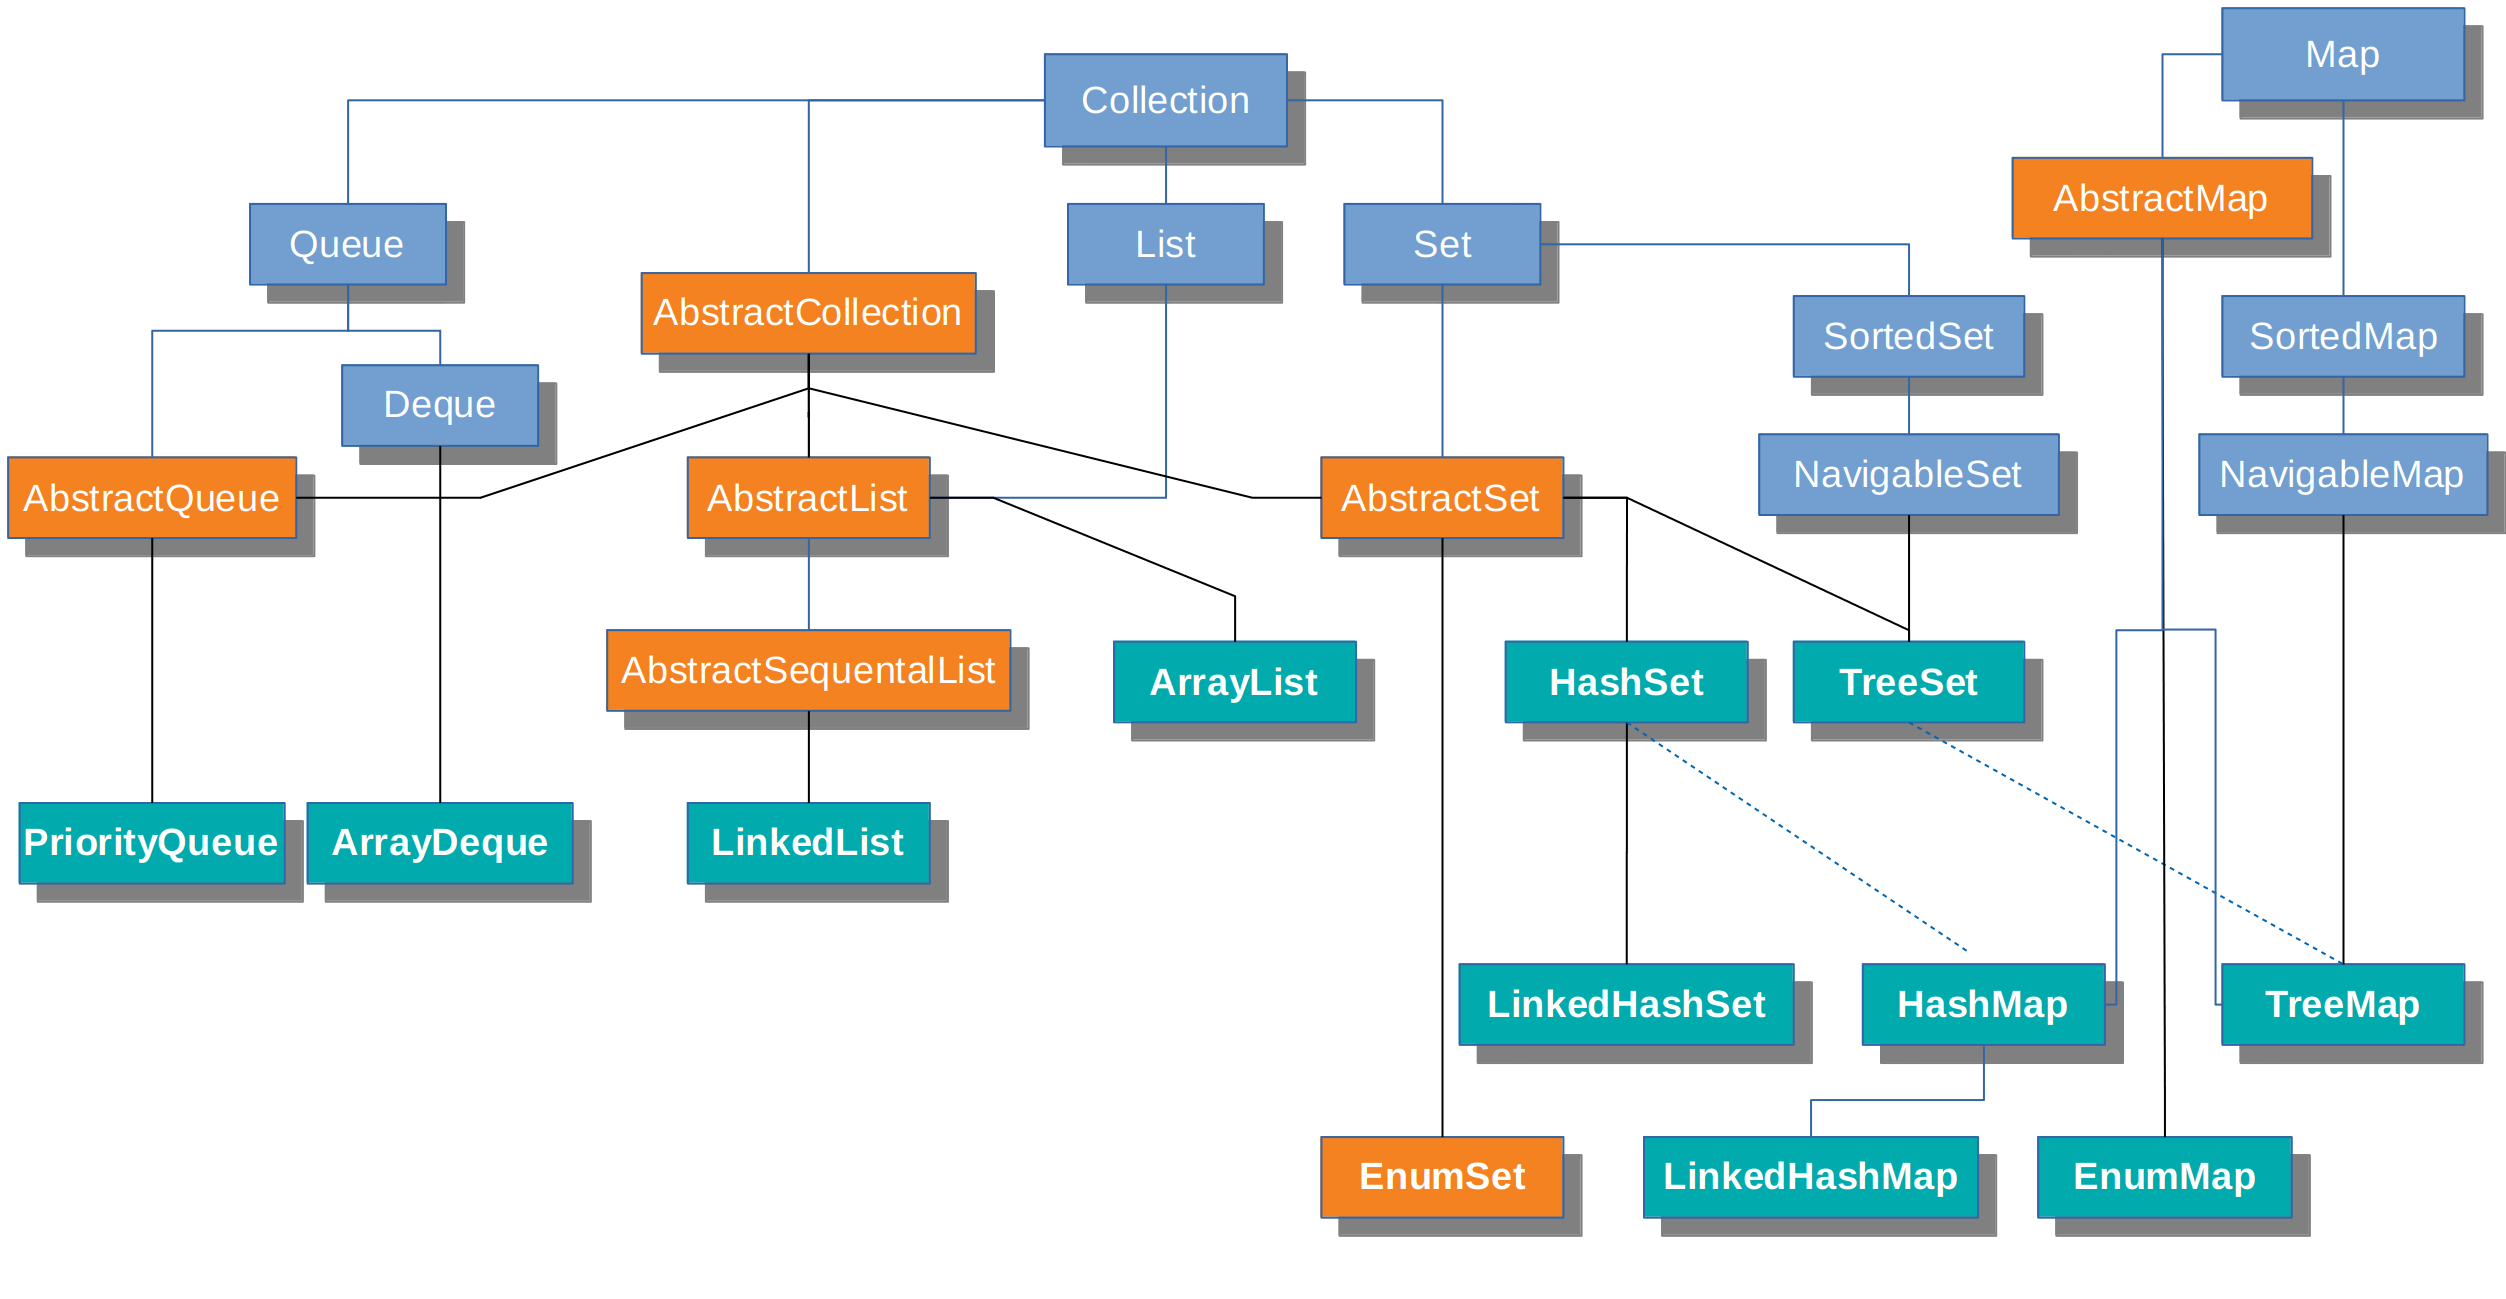 Map
Collection
AbstractMap
Queue
List
Set
AbstractCollection
SortedSet
SortedMap
Deque
NavigableSet
NavigableMap
AbstractQueue
AbstractList
AbstractSet
AbstractSequentalList
ArrayList
HashSet
TreeSet
PriorityQueue
ArrayDeque
LinkedList
LinkedHashSet
HashMap
TreeMap
EnumSet
LinkedHashMap
EnumMap